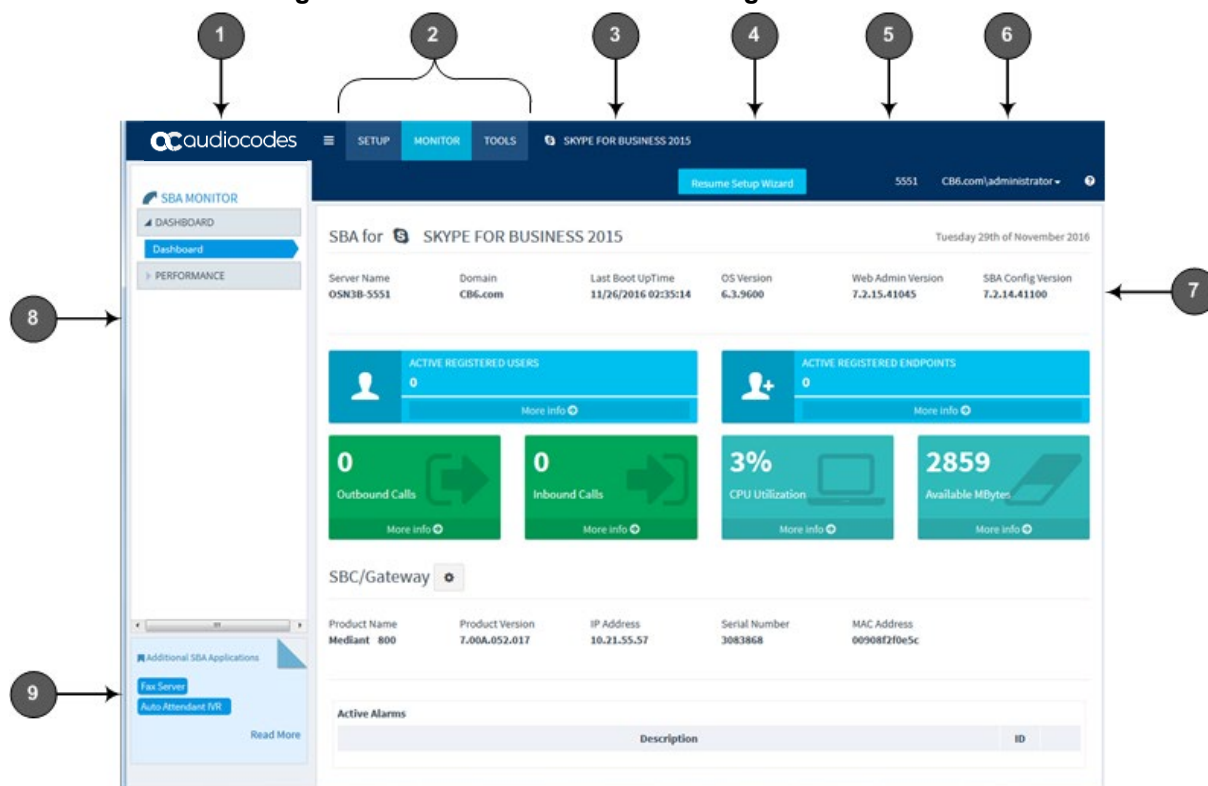 1
2
3
4
5
6
audiocodes
SETUP MONITOR TOOLS SKYPE FOR BUSINESS 2015
Resume Setup Wizard 5551 CB6.com\administrator
SBA MONITOR
DASHBOARD
Dashboard
PERFORMANCE
SBA for SKYPE FOR BUSINESS 2015 Tuesday 29th of November 2016
Server Name Domain Last Boot UpTime OS Version Web Admin Version SBA Config Version
OSN3B-5551 CB6.com 11/26/2016 02:35:14 6.3.9600 7.2.15.41045 7.2.14.41100
7
8
ACTIVE REGISTERED USERS
0
More info
ACTIVE REGISTERED ENDPOINTS
0
More info
0
Outbound Calls
More info
0
Inbound Calls
More info
3%
CPU Utilization
More info
2859
Available MBytes
More info
SBC/Gateway
Product Name Product Version IP Address Serial Number MAC Address
Mediant 800 7.00A.052.017 10.21.55.57 3083868 00908f2f0e5c
Additional SBA Applications
Fax Server
Auto Attendant IVR
Read More
9
Active Alarms
Description ID